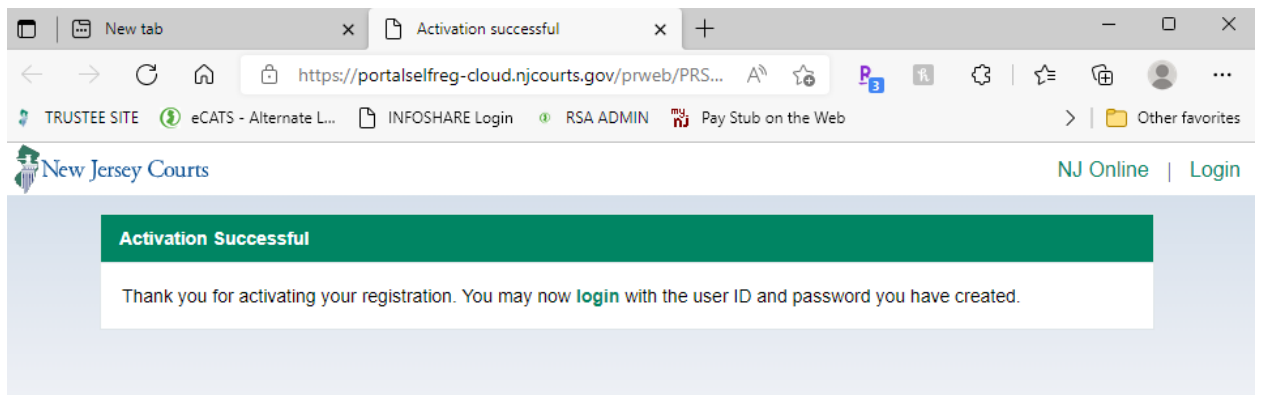 New tab
Activation successful
https://portalselfreg-cloud.njcourts.gov/prweb/PRS...
TRUSTEE SITE eCATS - Alternate L... INFOSHARE Login RSA ADMIN Pay Stub on the Web Other favorites
New Jersey Courts NJ Online | Login
Activation Successful
Thank you for activating your registration. You may now login with the user ID and password you have created.